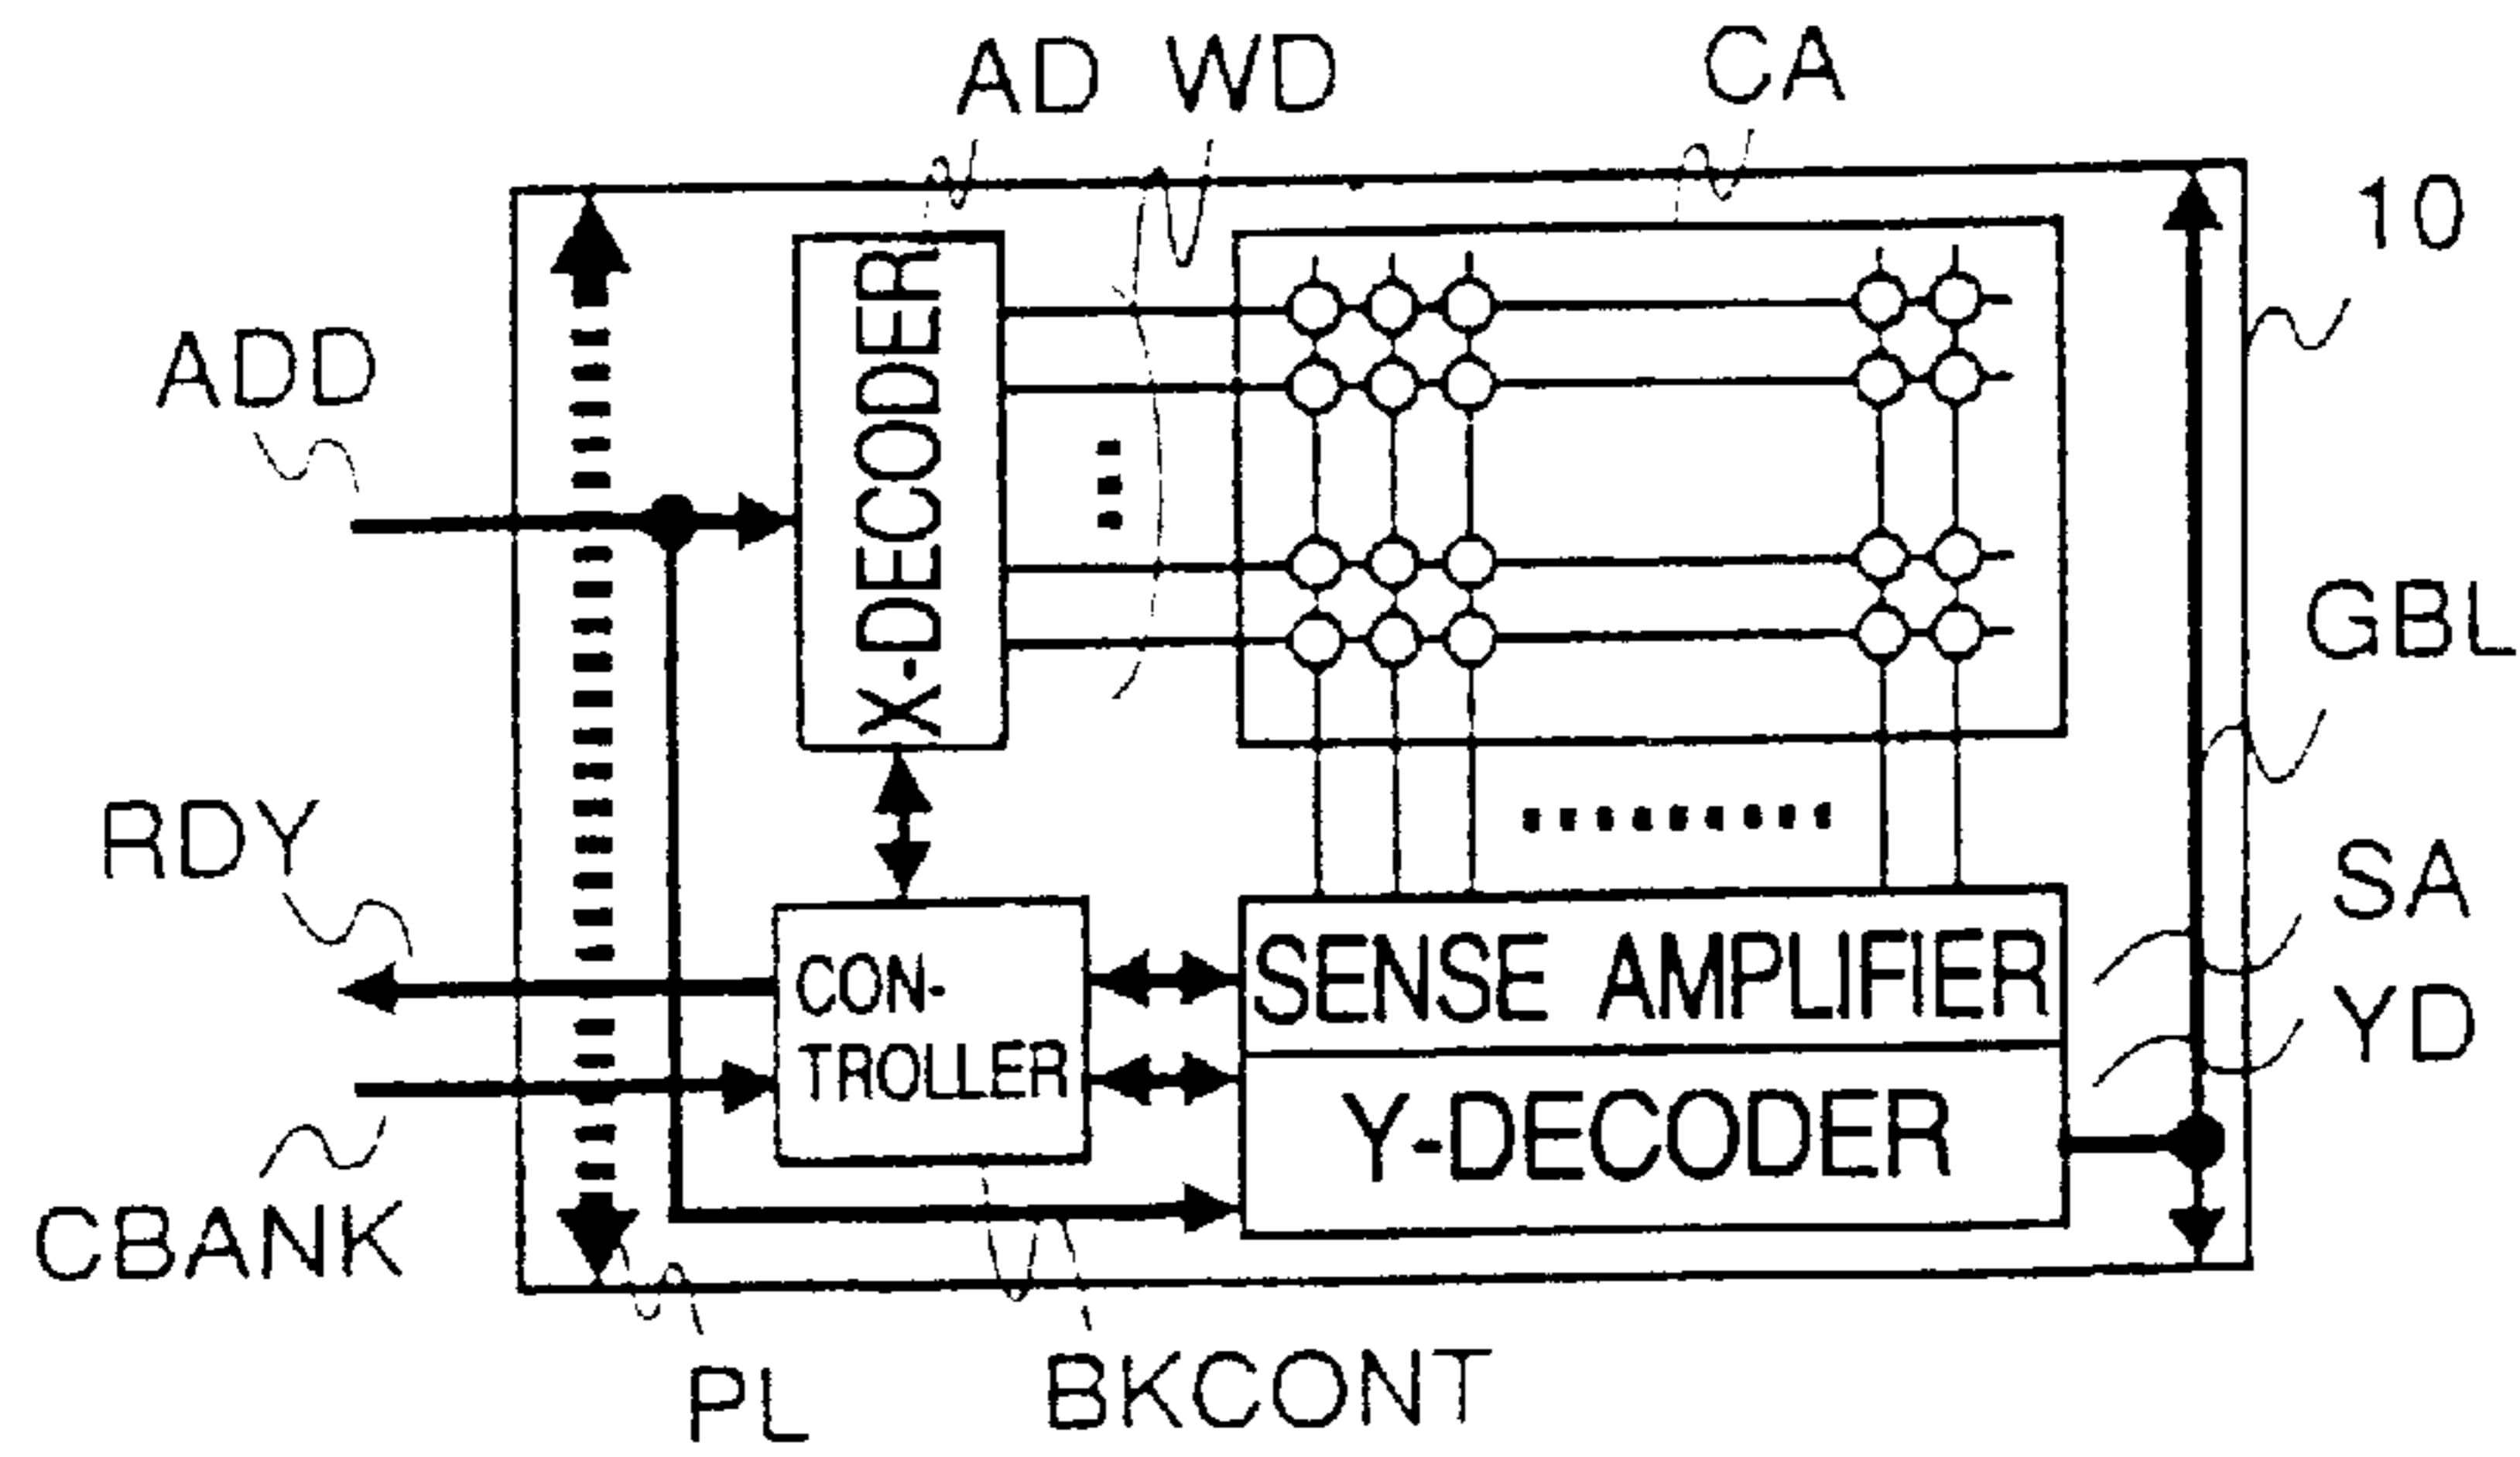 AD WD CA
10
ADD
X-DECODER
GBL
RDY
SA
CON-
TROLLER
SENSE AMPLIFIER
YD
Y-DECODER
CBANK
PL
BKCONT